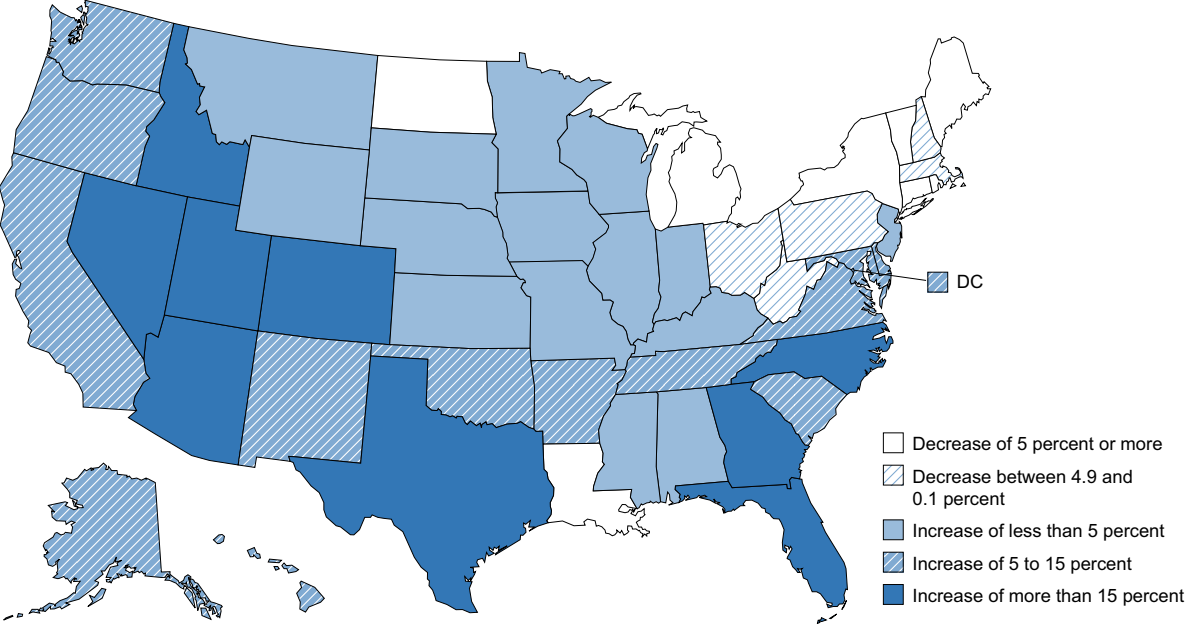 DC
Decrease of 5 percent or more
Decrease between 4.9 and
0.1 percent
Increase of less than 5 percent
Increase of 5 to 15 percent
Increase of more than 15 percent